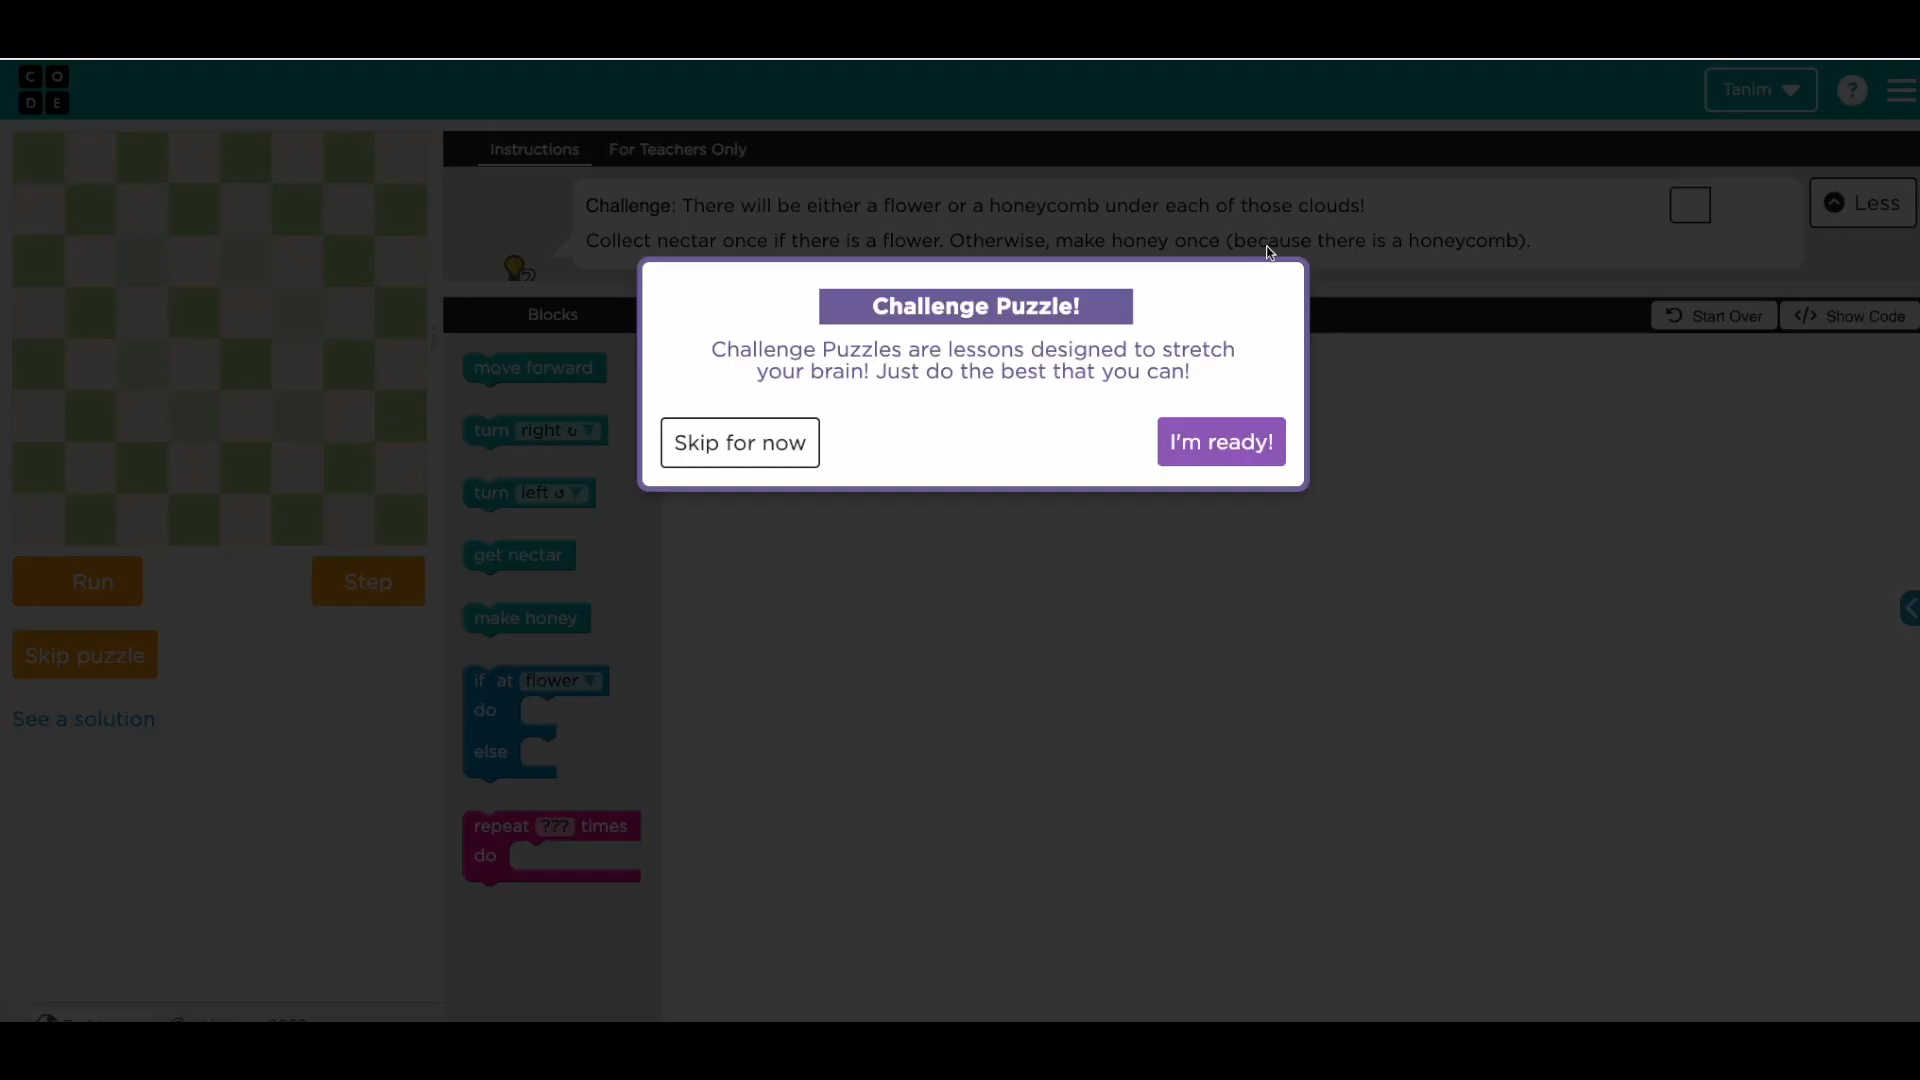 C O
D E
Tanim
?
Instructions
For Teachers Only
Challenge: There will be either a flower or a honeycomb under each of those clouds!
Collect nectar once if there is a flower. Otherwise, make honey once (because there is a honeycomb).
Less
2
Blocks
Start Over
</> Show Code
Challenge Puzzle!
Challenge Puzzles are lessons designed to stretch
your brain! Just do the best that you can!
Skip for now
I'm ready!
move forward
turn right ↻
turn left ↺
get nectar
make honey
if at flower
do
else
repeat ??? times
do
Run
Step
Skip puzzle
See a solution